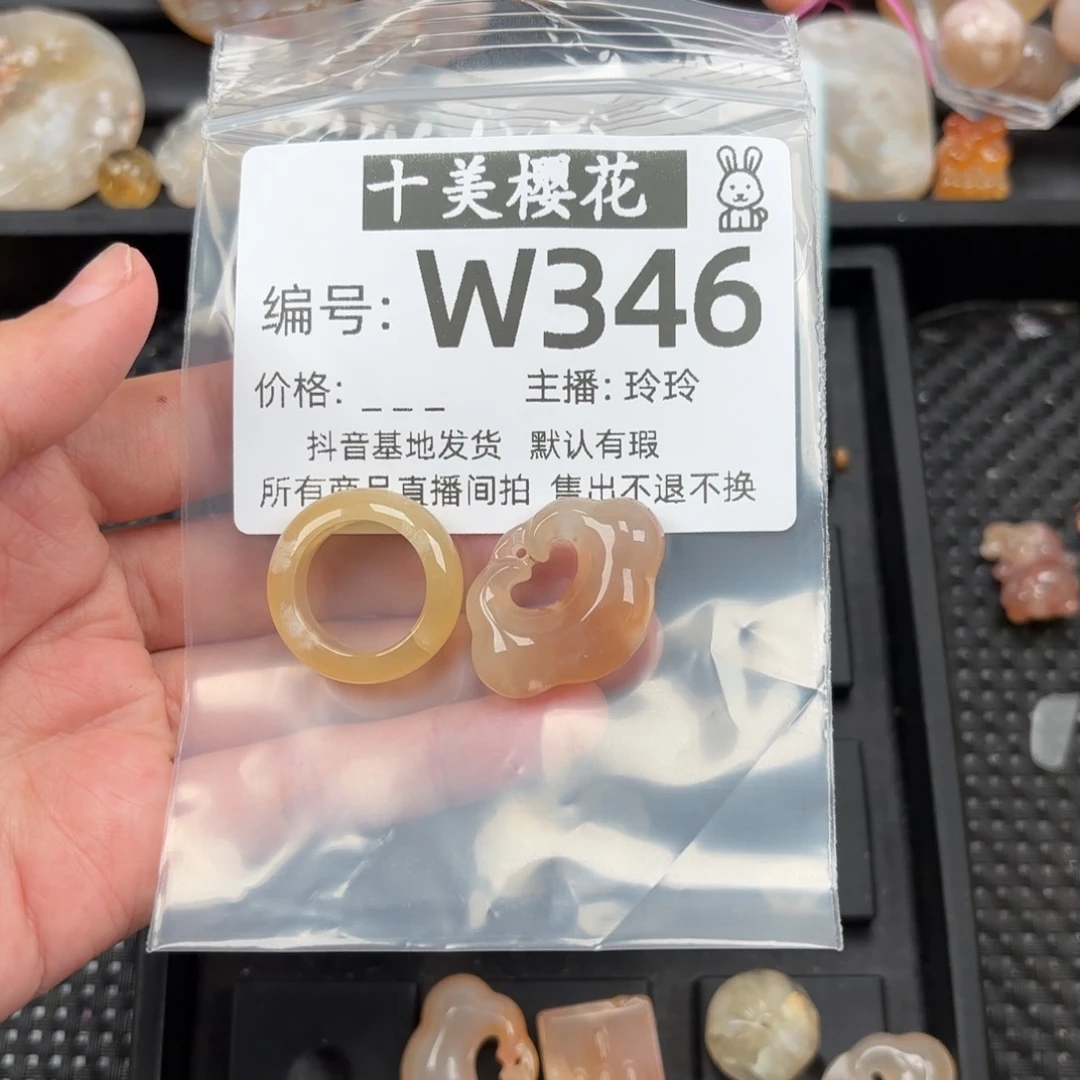 十美樱花
编号: W346
价格: _ _ _ 主播: 玲玲
抖音基地发货 默认有瑕
所有商品直播间拍 售出不退不换